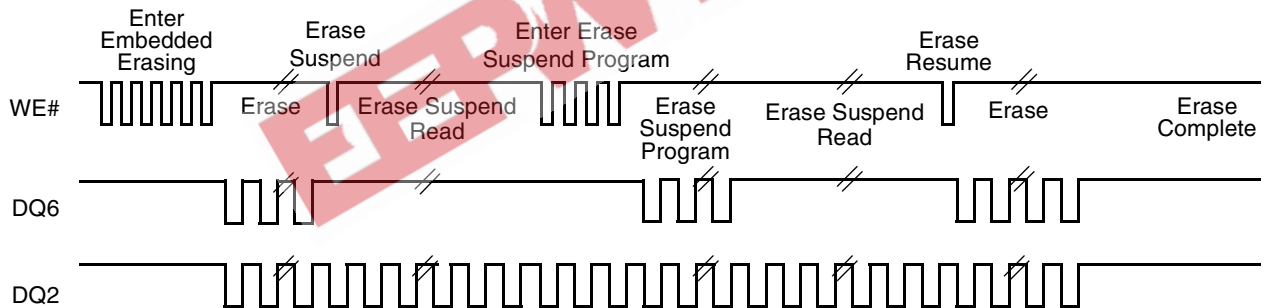 Enter
Embedded
Erasing
Erase
Suspend
Enter Erase
Suspend Program
Erase
Resume
WE#
Erase
Erase Suspend
Read
Erase
Suspend
Program
Erase Suspend
Read
Erase
Erase
Complete
DQ6
DQ2